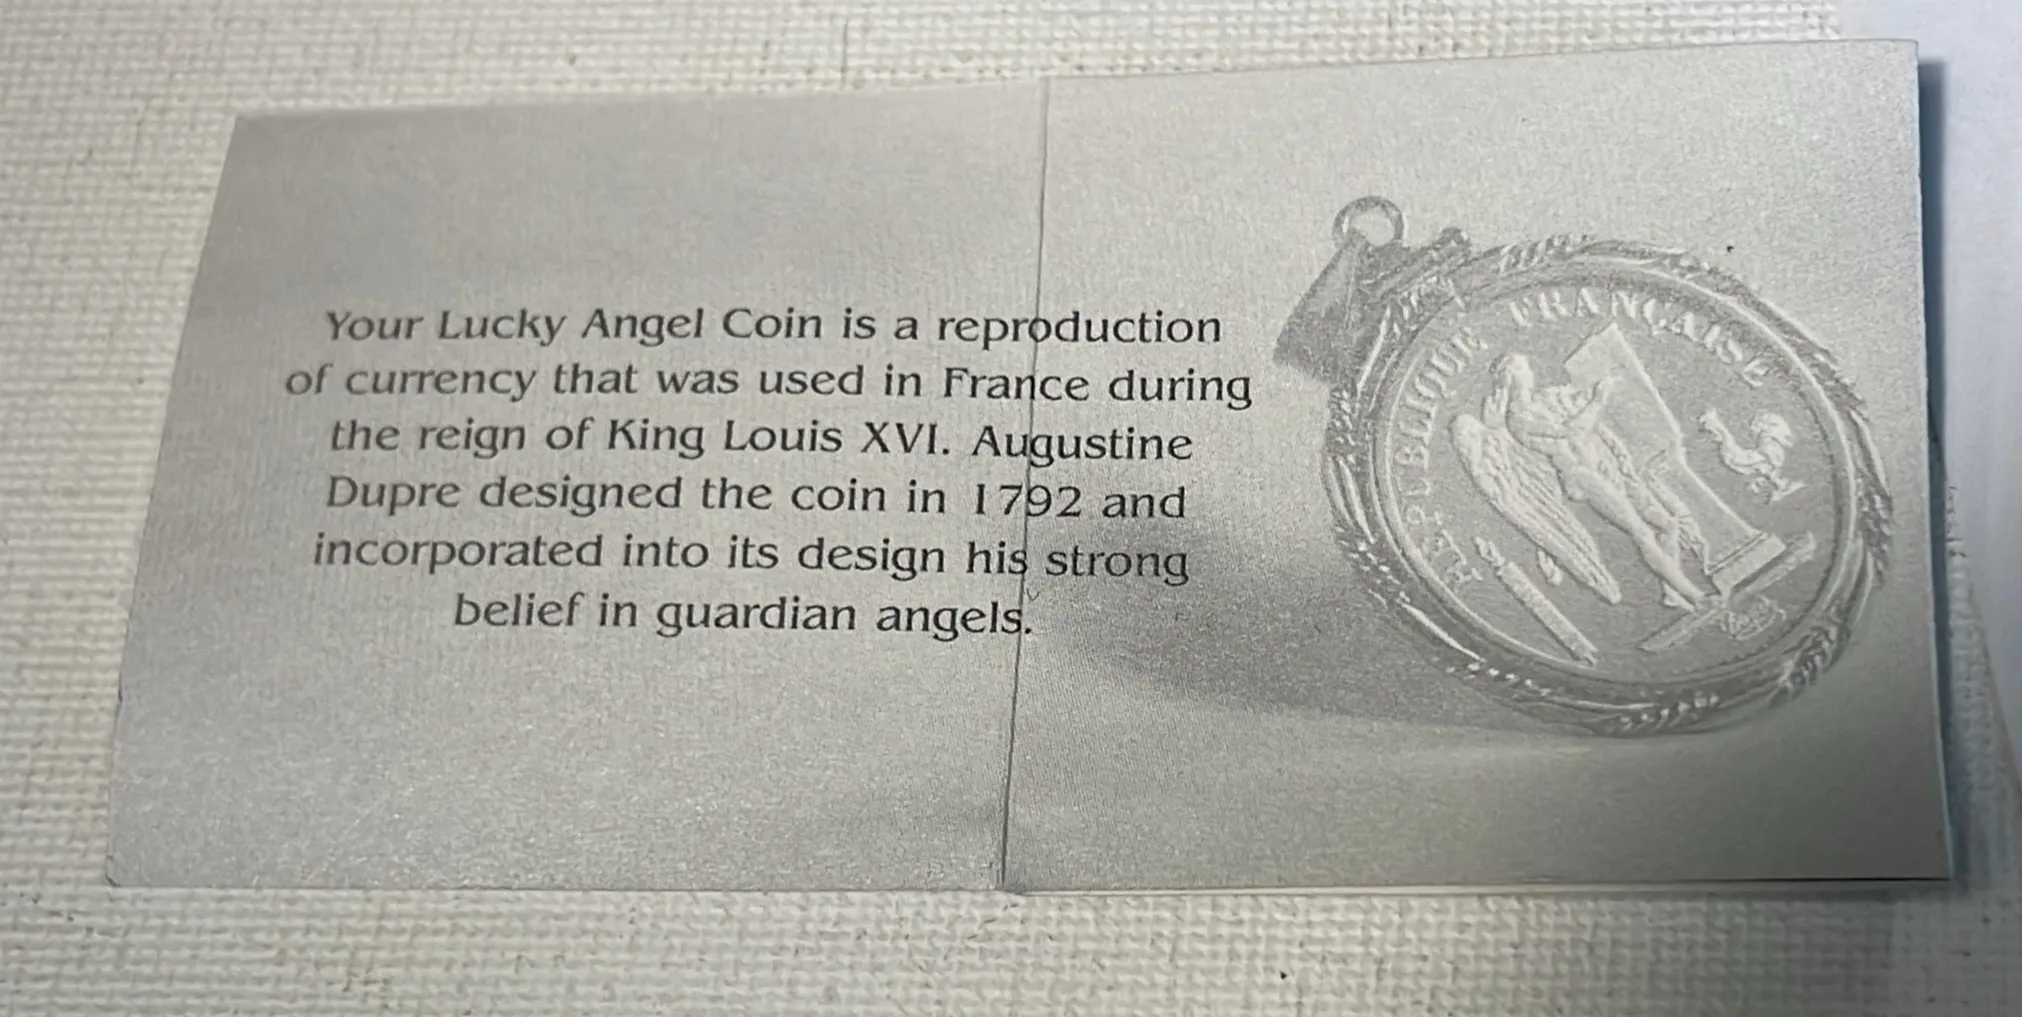 Your Lucky Angel Coin is a reproduction
of currency that was used in France during
the reign of King Louis XVI. Augustine
Dupre designed the coin in 1792 and
incorporated into its design his strong
belief in guardian angels.
RÉPUBLIQUE FRANÇAISE